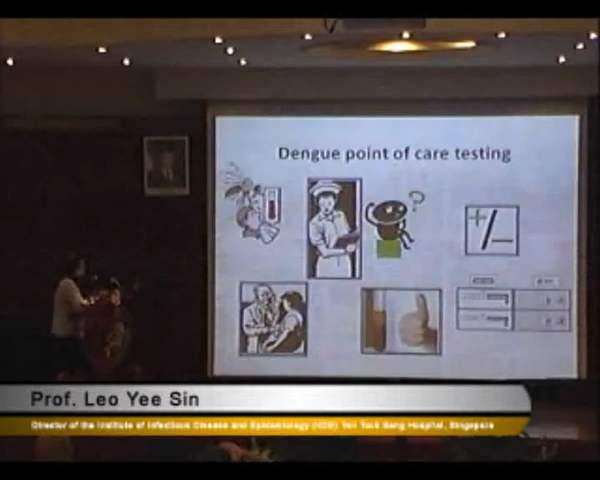 Dengue point of care testing
?
+/−
Prof. Leo Yee Sin
Director of the Institute of Infectious Disease and Epidemiology (IIDE) Tan Tock Seng Hospital, Singapore